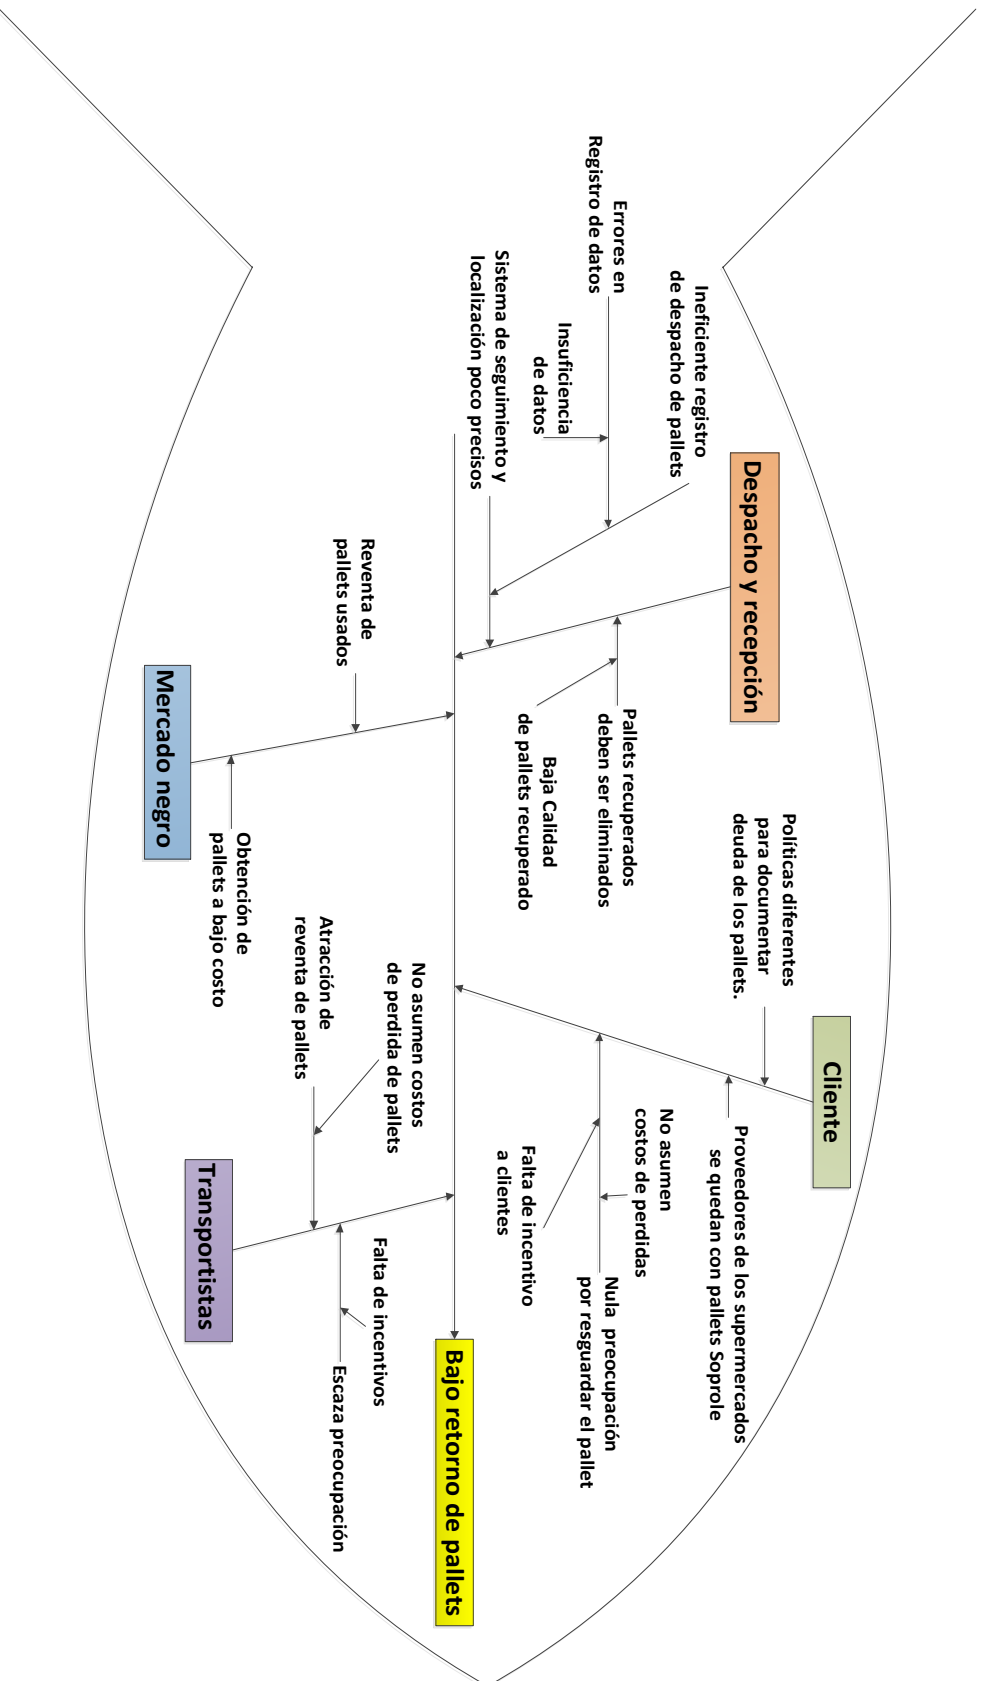 Despacho y recepción
Ineficiente registro
de despacho de pallets
Errores en
Registro de datos
Insuficiencia
de datos
Sistema de seguimiento y
localización poco precisos
Pallets recuperados
deben ser eliminados
Baja Calidad
de pallets recuperado
Cliente
Políticas diferentes
para documentar
deuda de los pallets.
Proveedores de los supermercados
se quedan con pallets Soprole
No asumen
costos de perdidas
Nula preocupación
por resguardar el pallet
Falta de incentivo
a clientes
Bajo retorno de pallets
Reventa de
pallets usados
Obtención de
pallets a bajo costo
Mercado negro
No asumen costos
de perdida de pallets
Atracción de
reventa de pallets
Falta de incentivos
Escaza preocupación
Transportistas